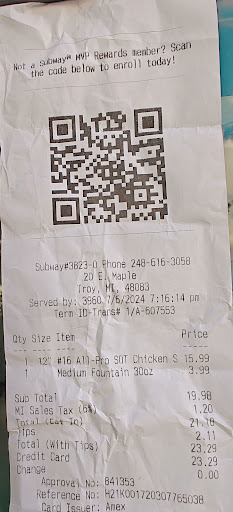 Not a Subway® MVP Rewards member? Scan
the code below to enroll today!
Subway#3823-0 Phone 248-616-3058
20 E. Maple
Troy, MI, 48083
Served by: 3960 7/6/2024 7:16:14 pm
Term ID-Trans# 1/A-607553
Qty Size Item Price
1 12" #16 All-Pro SOT Chicken S 15.99
1 Medium Fountain 30oz 3.99
Sub Total 19.98
MI Sales Tax (6%) 1.20
Total (Eat In) 21.18
Tips 2.11
Total (With Tips) 23.29
Credit Card 23.29
Change 0.00
Approval No: 841353
Reference No: H21K001720307765038
Card Issuer: Amex